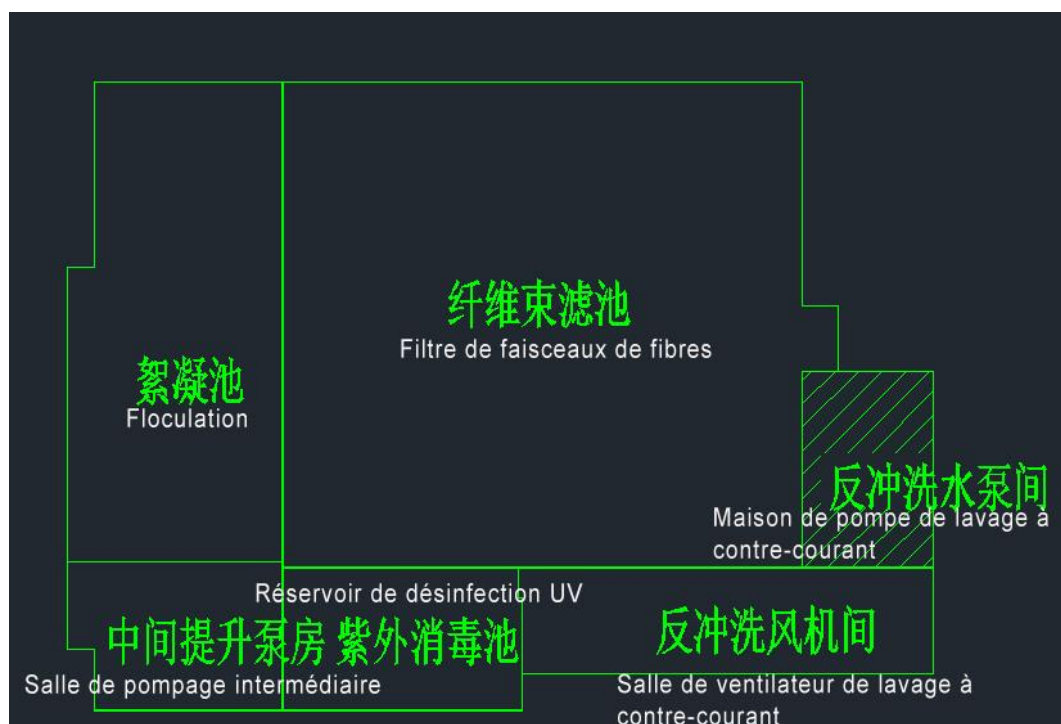 纤维束滤池
Filtre de faisceaux de fibres
絮凝池
Floculation
反冲洗水泵间
Maison de pompe de lavage à
contre-courant
Réservoir de désinfection UV
中间提升泵房 紫外消毒池
Salle de pompage intermédiaire
反冲洗风机间
Salle de ventilateur de lavage à
contre-courant